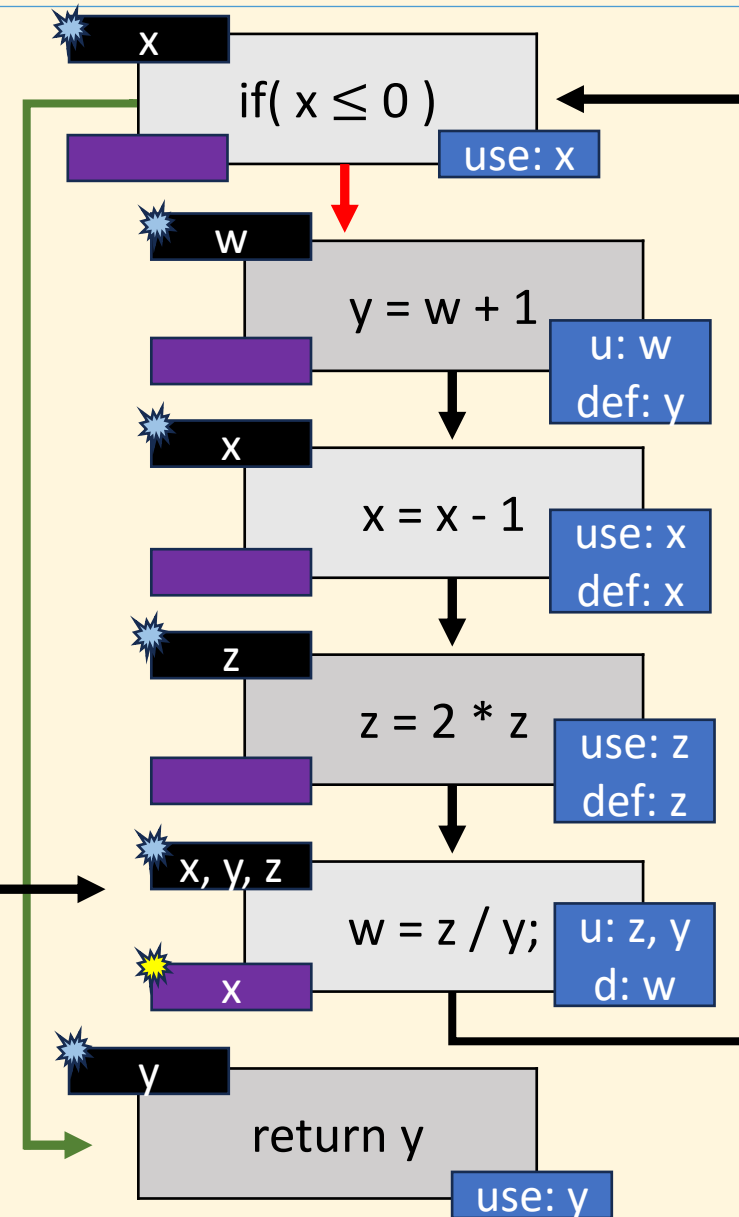 x
if( x ≤ 0 )
use: x
w
y = w + 1
u: w
def: y
x
x = x - 1
use: x
def: x
z
z = 2 * z
use: z
def: z
x, y, z
w = z / y;
u: z, y
d: w
x
y
return y
use: y